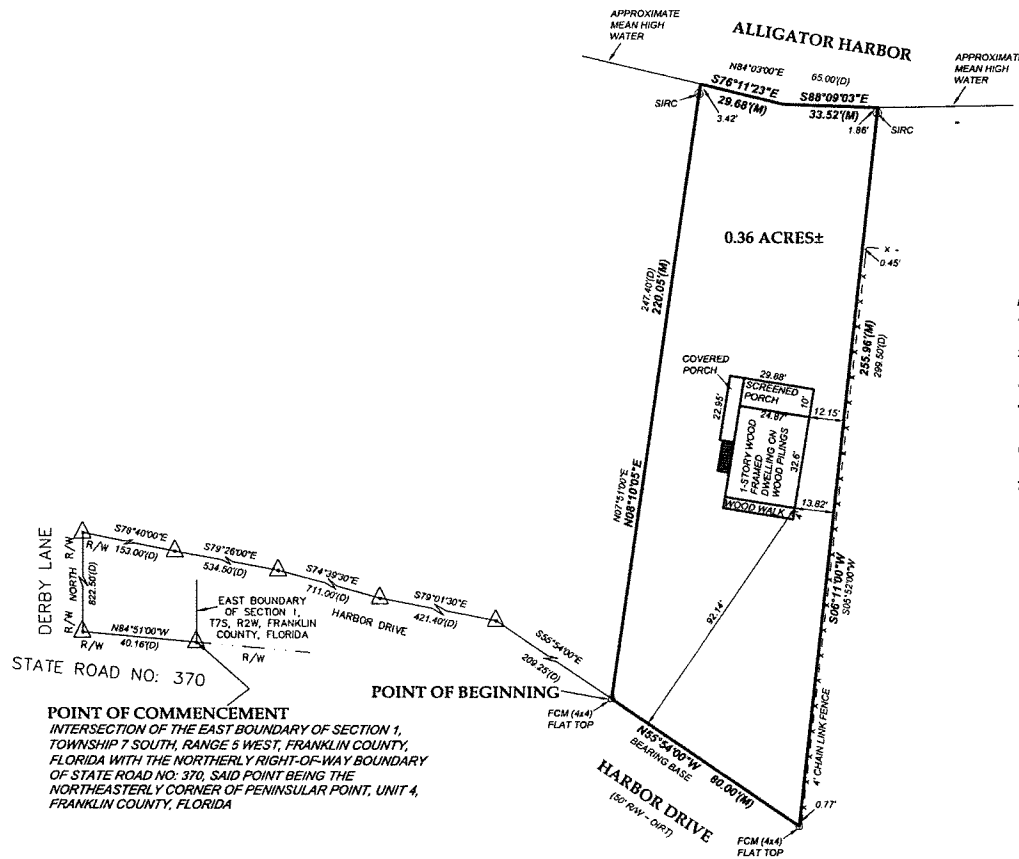 APPROXIMATE
MEAN HIGH
WATER
ALLIGATOR HARBOR
APPROXIMATE
MEAN HIGH
WATER
N84°03'00"E 65.00'(D)
S76°11'23"E
29.68'(M)
S88°09'03"E
33.52'(M)
SIRC
3.42'
1.86'
SIRC
0.36 ACRES±
x -
0.45'
247.40'(D)
220.05'(M)
255.96'(M)
299.50'(D)
COVERED
PORCH
29.88'
SCREENED
PORCH
10'
22.95'
24.87'
12.15'
1-STORY WOOD
FRAMED
DWELLING ON
WOOD PILINGS
32.6'
WOOD WALK
13.82'
N07°51'00"E
N08°10'05"E
S06°11'00"W
S05°52'00"W
92.14'
DERBY LANE
R/W
R/W
NORTH
822.50'(D)
R/W
S78°40'00"E
153.00'(D)
S79°26'00"E
534.50'(D)
S74°39'30"E
711.00'(D)
S79°01'30"E
421.40'(D)
S55°54'00"E
209.25'(D)
HARBOR DRIVE
EAST BOUNDARY
OF SECTION 1,
T7S, R2W, FRANKLIN
COUNTY, FLORIDA
N84°51'00"W
40.16'(D)
R/W
R/W
STATE ROAD NO: 370
POINT OF BEGINNING
FCM (4x4)
FLAT TOP
POINT OF COMMENCEMENT
INTERSECTION OF THE EAST BOUNDARY OF SECTION 1,
TOWNSHIP 7 SOUTH, RANGE 5 WEST, FRANKLIN COUNTY,
FLORIDA WITH THE NORTHERLY RIGHT-OF-WAY BOUNDARY
OF STATE ROAD NO: 370, SAID POINT BEING THE
NORTHEASTERLY CORNER OF PENINSULAR POINT, UNIT 4,
FRANKLIN COUNTY, FLORIDA
N55°54'00"W 80.00'(M)
BEARING BASE
HARBOR DRIVE
(50' R/W - DIRT)
4' CHAIN LINK FENCE
0.77'
FCM (4x4)
FLAT TOP